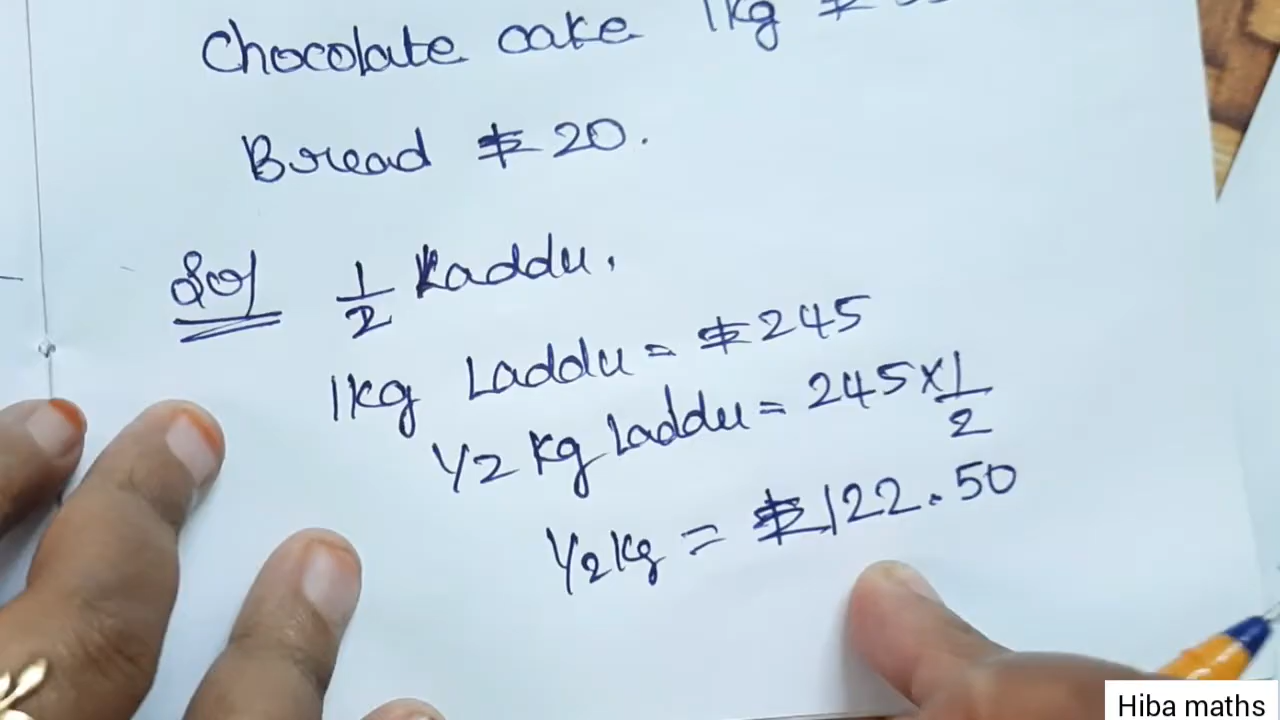 Chocolate cake 1kg ₹
Bread ₹ 20.
Sol 1/2 Laddu.
1kg Laddu = ₹245
1/2 kg Laddu = 245 × 1/2
1/2 kg = ₹122.50
Hiba maths